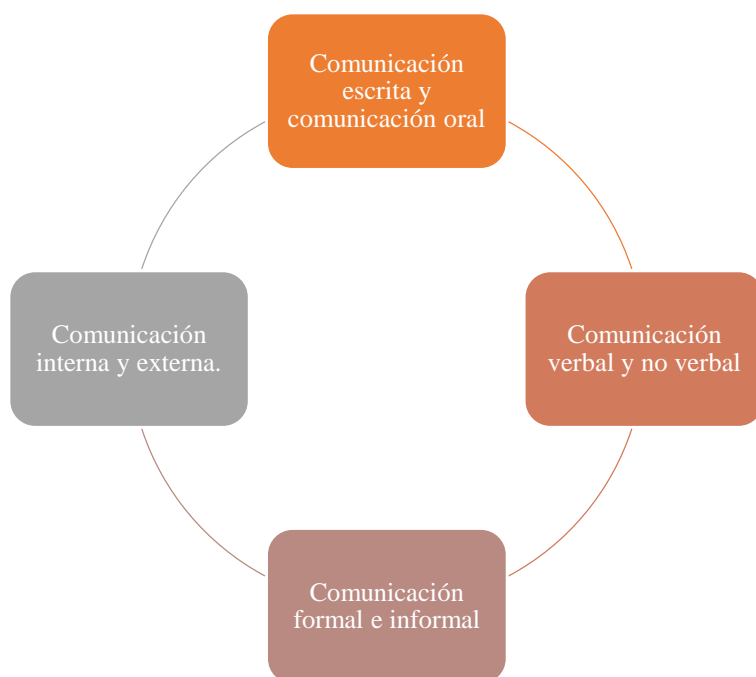 Comunicación
escrita y
comunicación oral
Comunicación
interna y externa.
Comunicación
verbal y no verbal
Comunicación
formal e informal